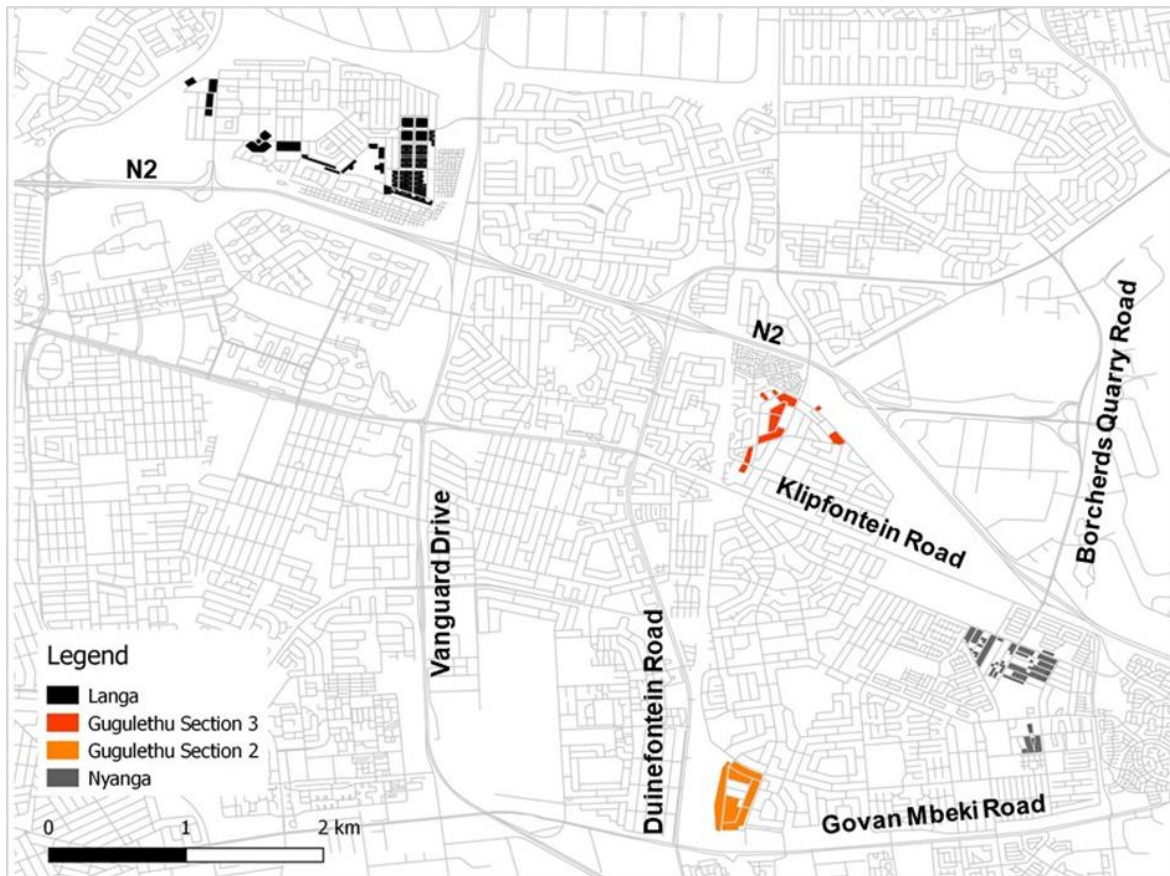 N2
N2
Borcherds Quarry Road
Klipfontein Road
Vanguard Drive
Duinefontein Road
Govan Mbeki Road
Legend
Langa
Gugulethu Section 3
Gugulethu Section 2
Nyanga
0 1 2 km